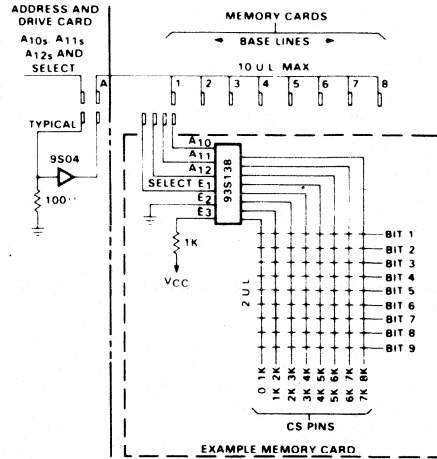 ADDRESS AND
DRIVE CARD
A10s, A11s
A12s AND
SELECT
MEMORY CARDS
BASE LINES
10 UL MAX
A
1 2 3 4 5 6 7 8
TYPICAL
9S04
100
A10
A11
A12
SELECT E1
E2
E3
93S138
1K
VCC
2 UL
BIT 1
BIT 2
BIT 3
BIT 4
BIT 5
BIT 6
BIT 7
BIT 8
BIT 9
0 1K
1K 2K
2K 3K
3K 4K
4K 5K
5K 6K
6K 7K
7K 8K
CS PINS
EXAMPLE MEMORY CARD